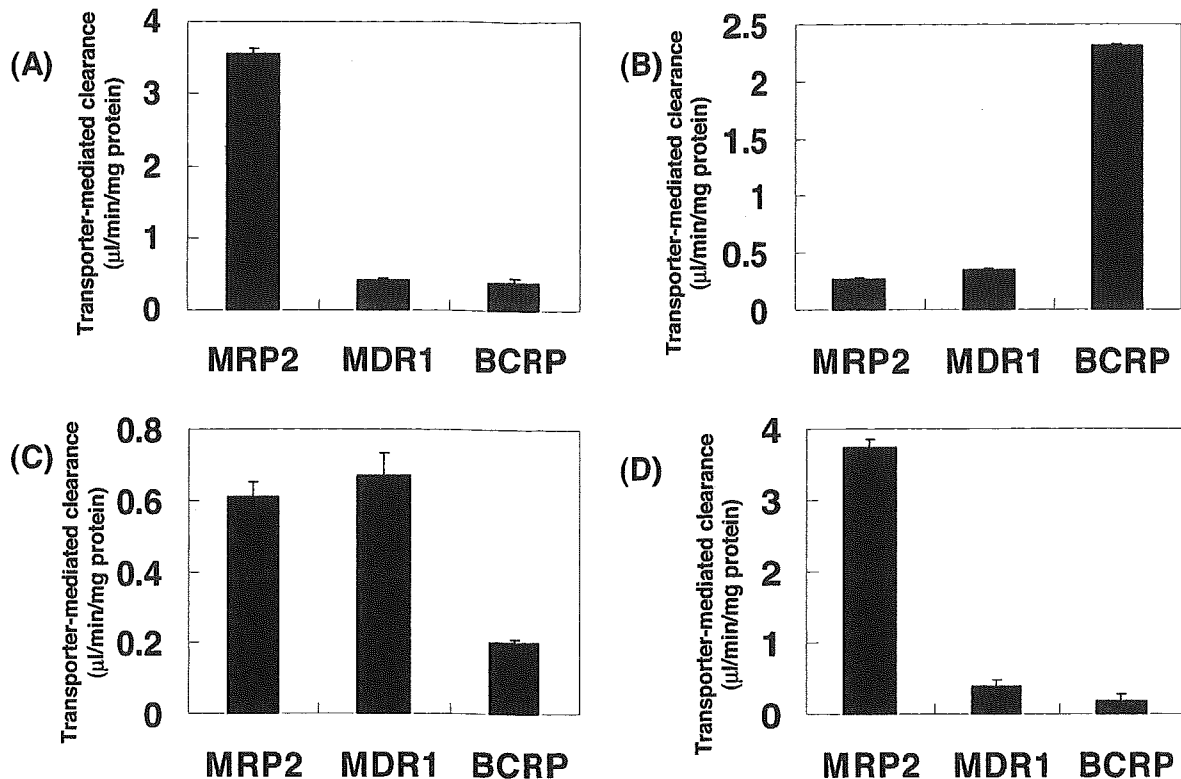 (A)
Transporter-mediated clearance
(µl/min/mg protein)
4
3
2
1
0
MRP2 MDR1 BCRP
(B)
Transporter-mediated clearance
(µl/min/mg protein)
2.5
2
1.5
1
0.5
0
MRP2 MDR1 BCRP
(C)
Transporter-mediated clearance
(µl/min/mg protein)
0.8
0.6
0.4
0.2
0
MRP2 MDR1 BCRP
(D)
Transporter-mediated clearance
(µl/min/mg protein)
4
3
2
1
0
MRP2 MDR1 BCRP